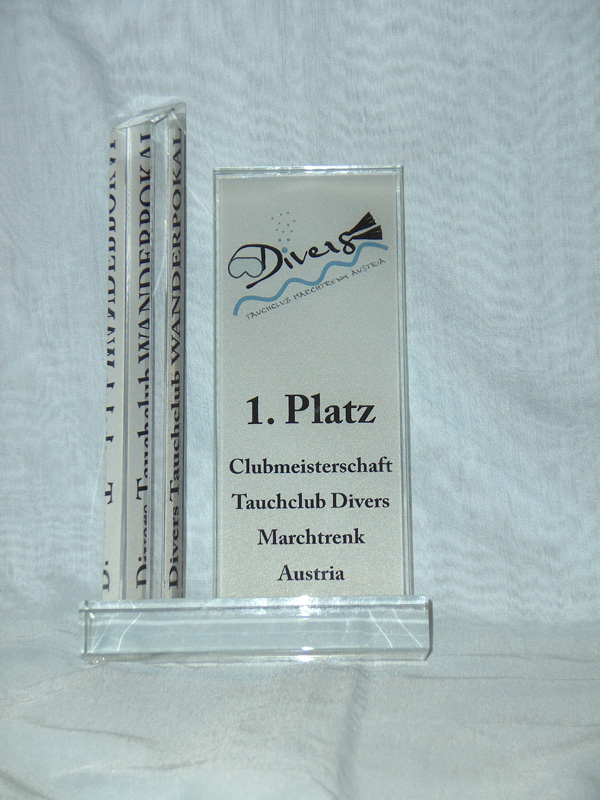 Divers Tauchclub WANDERPOKAL
Divers Tauchclub WANDERPOKAL
Divers
TAUCHCLUB MARCHTRENK AUSTRIA
1. Platz
Clubmeisterschaft
Tauchclub Divers
Marchtrenk
Austria